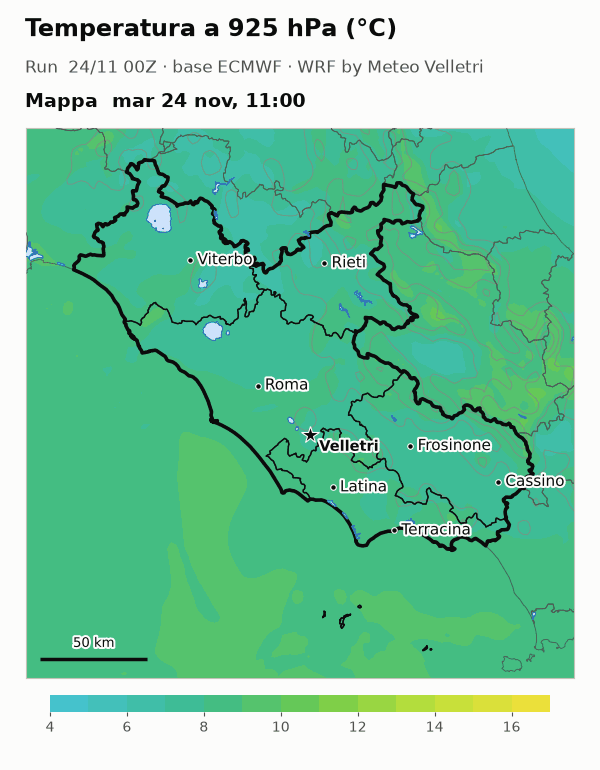 Temperatura a 925 hPa (°C)
Run  24/11 00Z · base ECMWF · WRF by Meteo Velletri
Mappa  mar 24 nov, 11:00
Viterbo
Rieti
Roma
Velletri
Frosinone
Latina
Cassino
Terracina
50 km
4 6 8 10 12 14 16